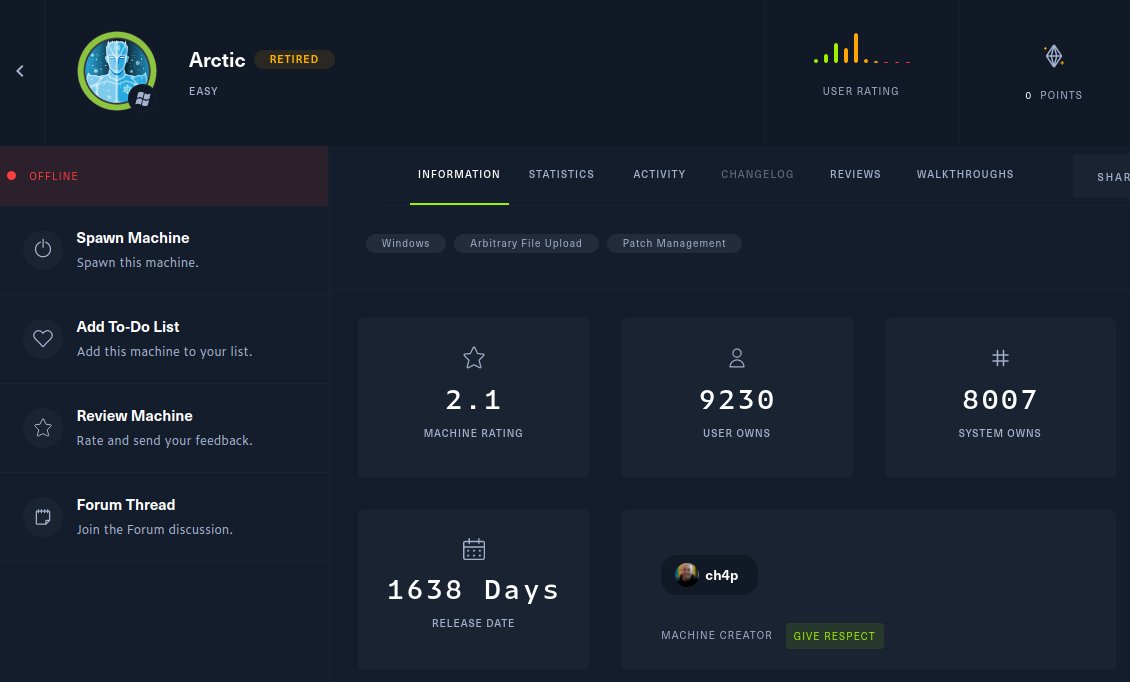 Arctic RETIRED
EASY
USER RATING
0 POINTS
OFFLINE
Spawn Machine
Spawn this machine.
Add To-Do List
Add this machine to your list.
Review Machine
Rate and send your feedback.
Forum Thread
Join the Forum discussion.
INFORMATION STATISTICS ACTIVITY CHANGELOG REVIEWS WALKTHROUGHS SHAR
Windows Arbitrary File Upload Patch Management
2.1
MACHINE RATING
9230
USER OWNS
8007
SYSTEM OWNS
1638 Days
RELEASE DATE
ch4p
MACHINE CREATOR GIVE RESPECT